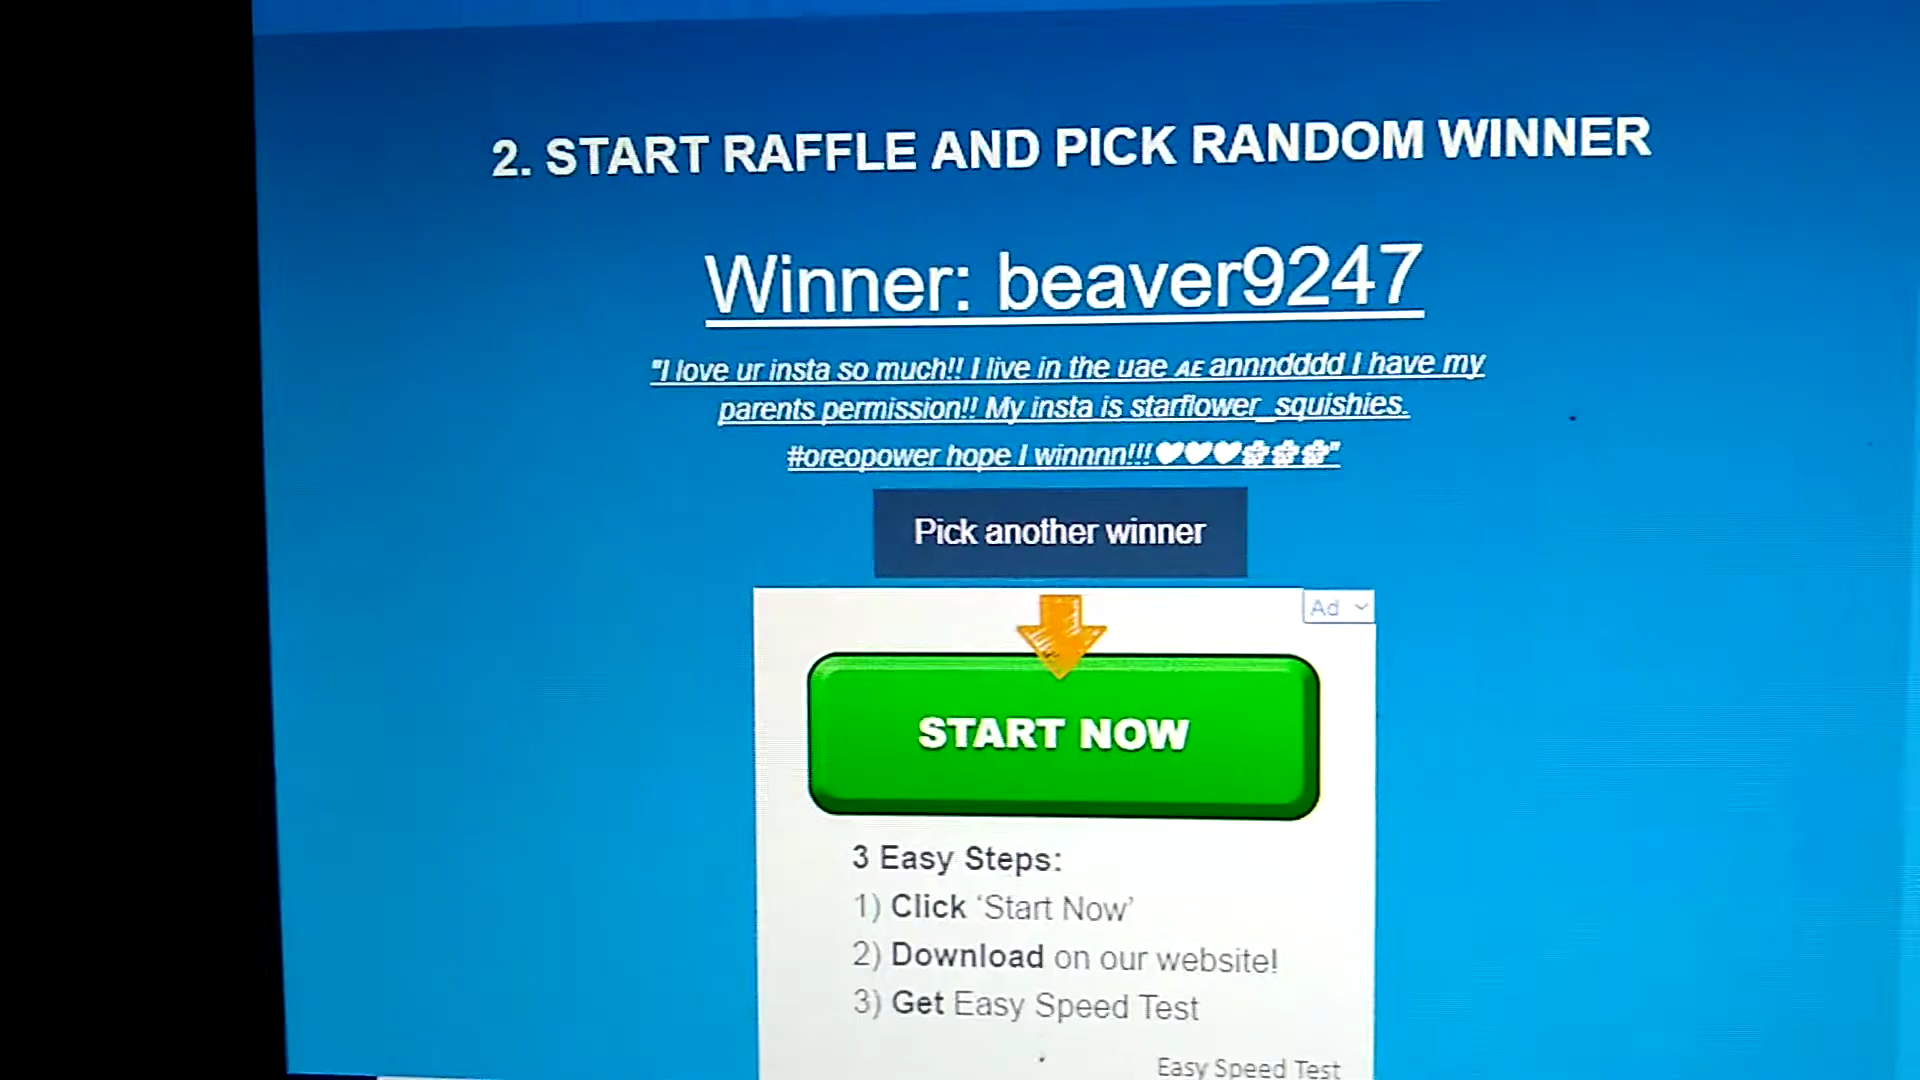 2. START RAFFLE AND PICK RANDOM WINNER
Winner: beaver9247
"I love ur insta so much!! I live in the uae AE annndddd I have my
parents permission!! My insta is starflower_squishies.
#oreopower hope I winnnn!!!♥♥♥🌸🌸🌸"
Pick another winner
Ad
START NOW
3 Easy Steps:
1) Click ‘Start Now’
2) Download on our website!
3) Get Easy Speed Test
Easy Speed Test